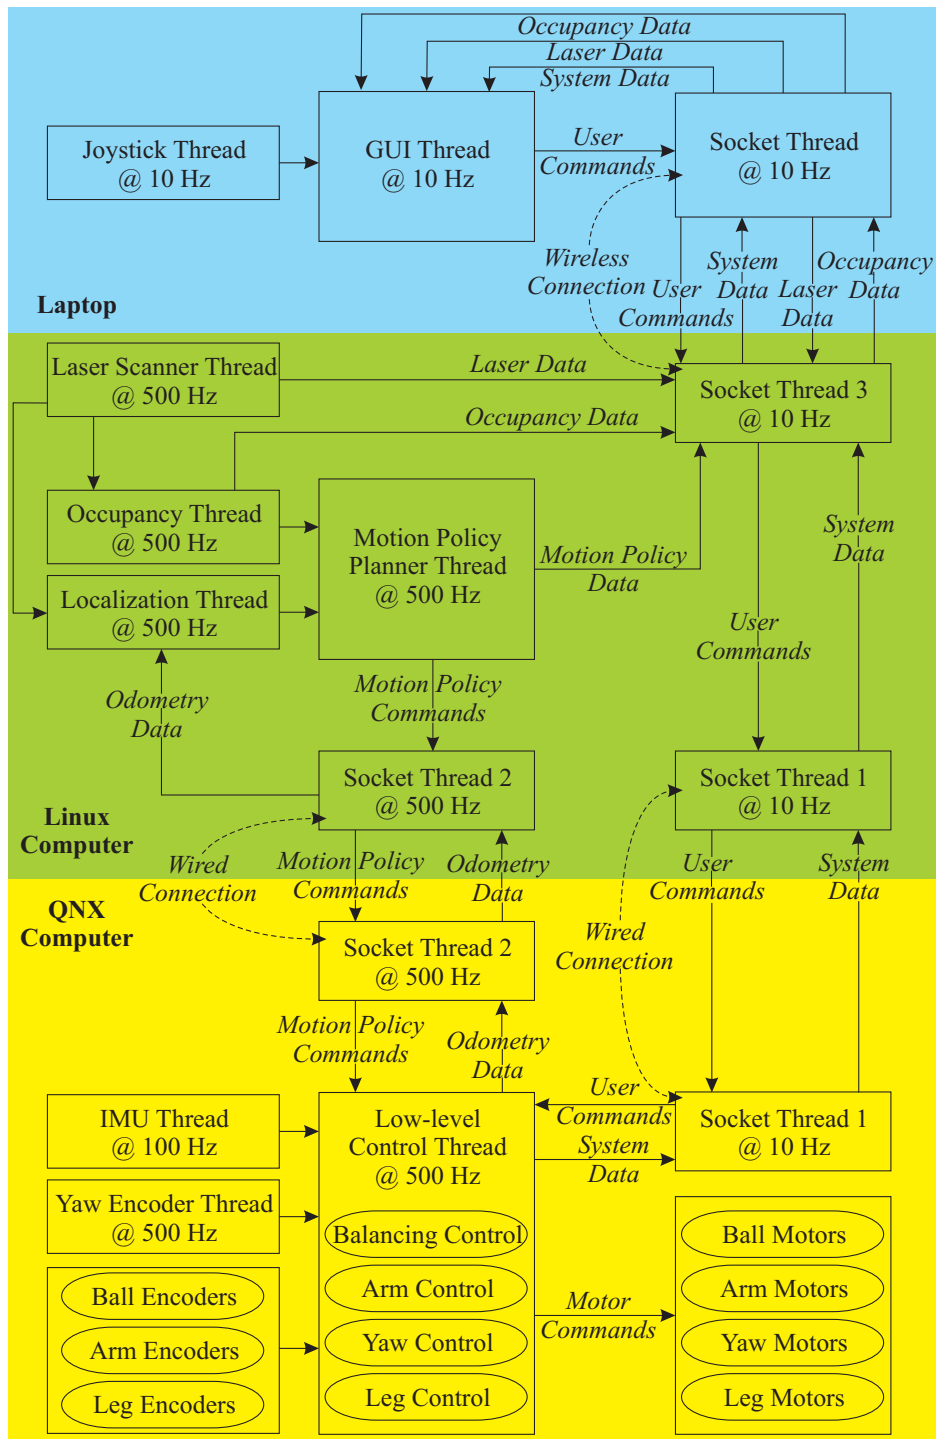 Occupancy Data
Laser Data
System Data
Joystick Thread
@ 10 Hz
GUI Thread
@ 10 Hz
User
Commands
Socket Thread
@ 10 Hz
Wireless
Connection
User
Commands
System
Data
Laser
Data
Occupancy
Data
Laptop
Laser Scanner Thread
@ 500 Hz
Laser Data
Socket Thread 3
@ 10 Hz
Occupancy Data
Occupancy Thread
@ 500 Hz
Motion Policy
Planner Thread
@ 500 Hz
Motion Policy
Data
System
Data
Localization Thread
@ 500 Hz
User
Commands
Odometry
Data
Motion Policy
Commands
Socket Thread 2
@ 500 Hz
Socket Thread 1
@ 10 Hz
Linux
Computer
Wired
Connection
Motion Policy
Commands
Odometry
Data
User
Commands
System
Data
QNX
Computer
Socket Thread 2
@ 500 Hz
Wired
Connection
Motion Policy
Commands
Odometry
Data
IMU Thread
@ 100 Hz
Low-level
Control Thread
@ 500 Hz
User
Commands
System
Data
Socket Thread 1
@ 10 Hz
Yaw Encoder Thread
@ 500 Hz
Balancing Control
Arm Control
Yaw Control
Leg Control
Ball Encoders
Arm Encoders
Leg Encoders
Motor
Commands
Ball Motors
Arm Motors
Yaw Motors
Leg Motors